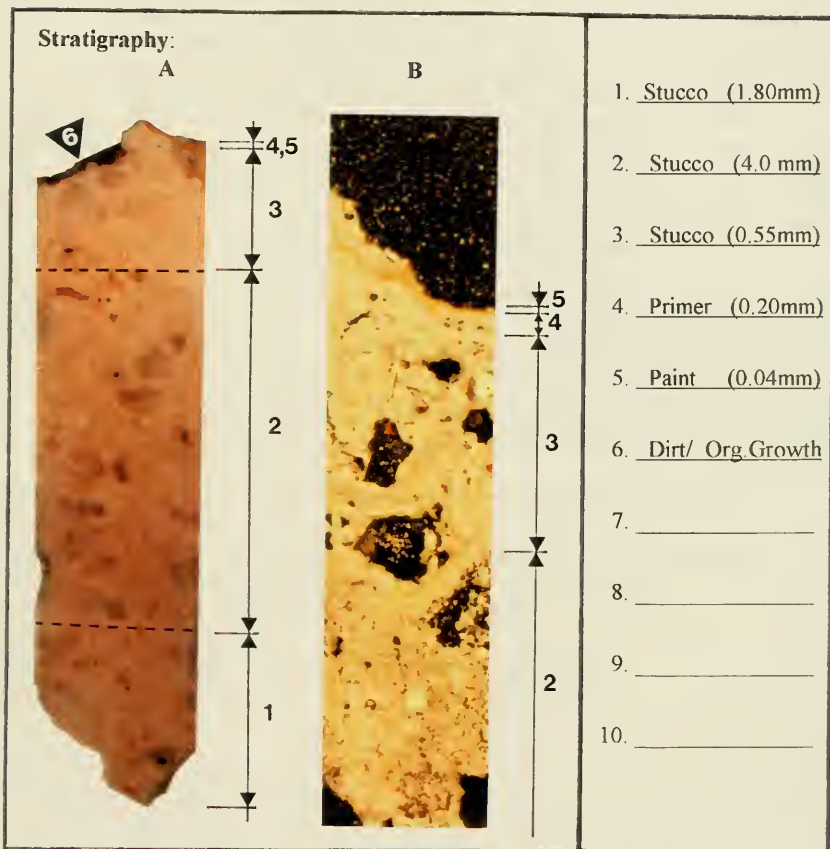 Stratigraphy:
A
B
6
4,5
3
2
1
5
4
3
2
1. Stucco (1.80mm)
2. Stucco (4.0 mm)
3. Stucco (0.55mm)
4. Primer (0.20mm)
5. Paint (0.04mm)
6. Dirt/ Org.Growth
7.
8.
9.
10.